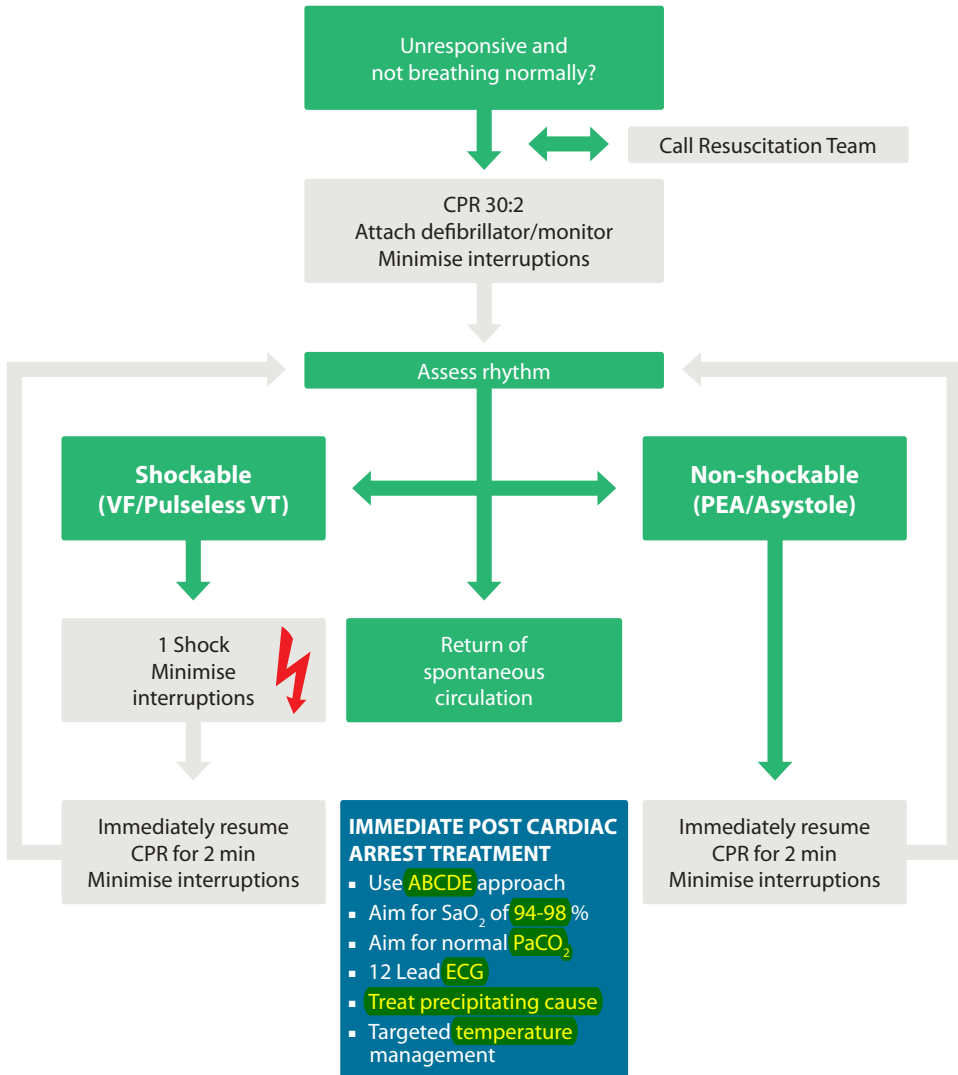 Unresponsive and
not breathing normally?
Call Resuscitation Team
CPR 30:2
Attach defibrillator/monitor
Minimise interruptions
Assess rhythm
Shockable
(VF/Pulseless VT)
Non-shockable
(PEA/Asystole)
1 Shock
Minimise
interruptions
Return of
spontaneous
circulation
Immediately resume
CPR for 2 min
Minimise interruptions
IMMEDIATE POST CARDIAC
ARREST TREATMENT
▪ Use ABCDE approach
▪ Aim for SaO₂ of 94-98 %
▪ Aim for normal PaCO₂
▪ 12 Lead ECG
▪ Treat precipitating cause
▪ Targeted temperature
management
Immediately resume
CPR for 2 min
Minimise interruptions